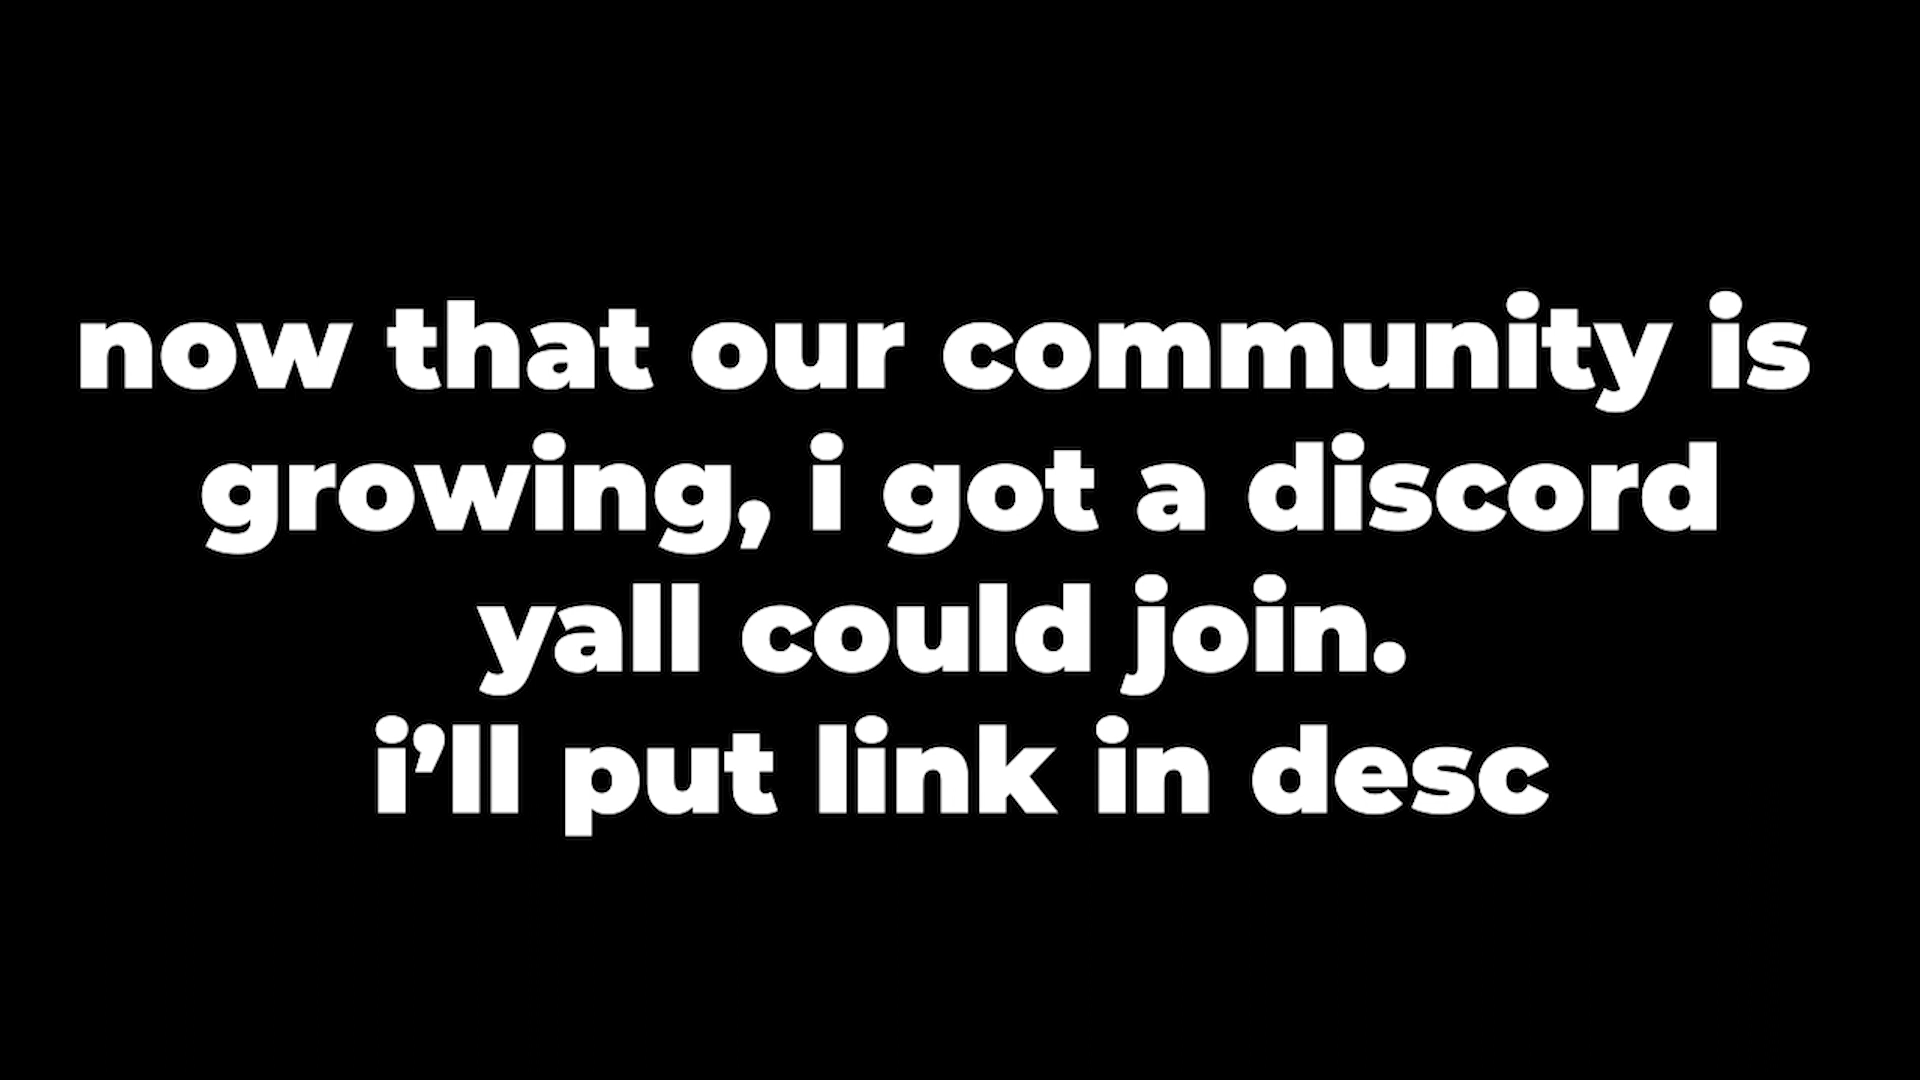 now that our community is
growing, i got a discord
yall could join.
i’ll put link in desc